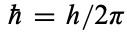 ℏ = h/2π